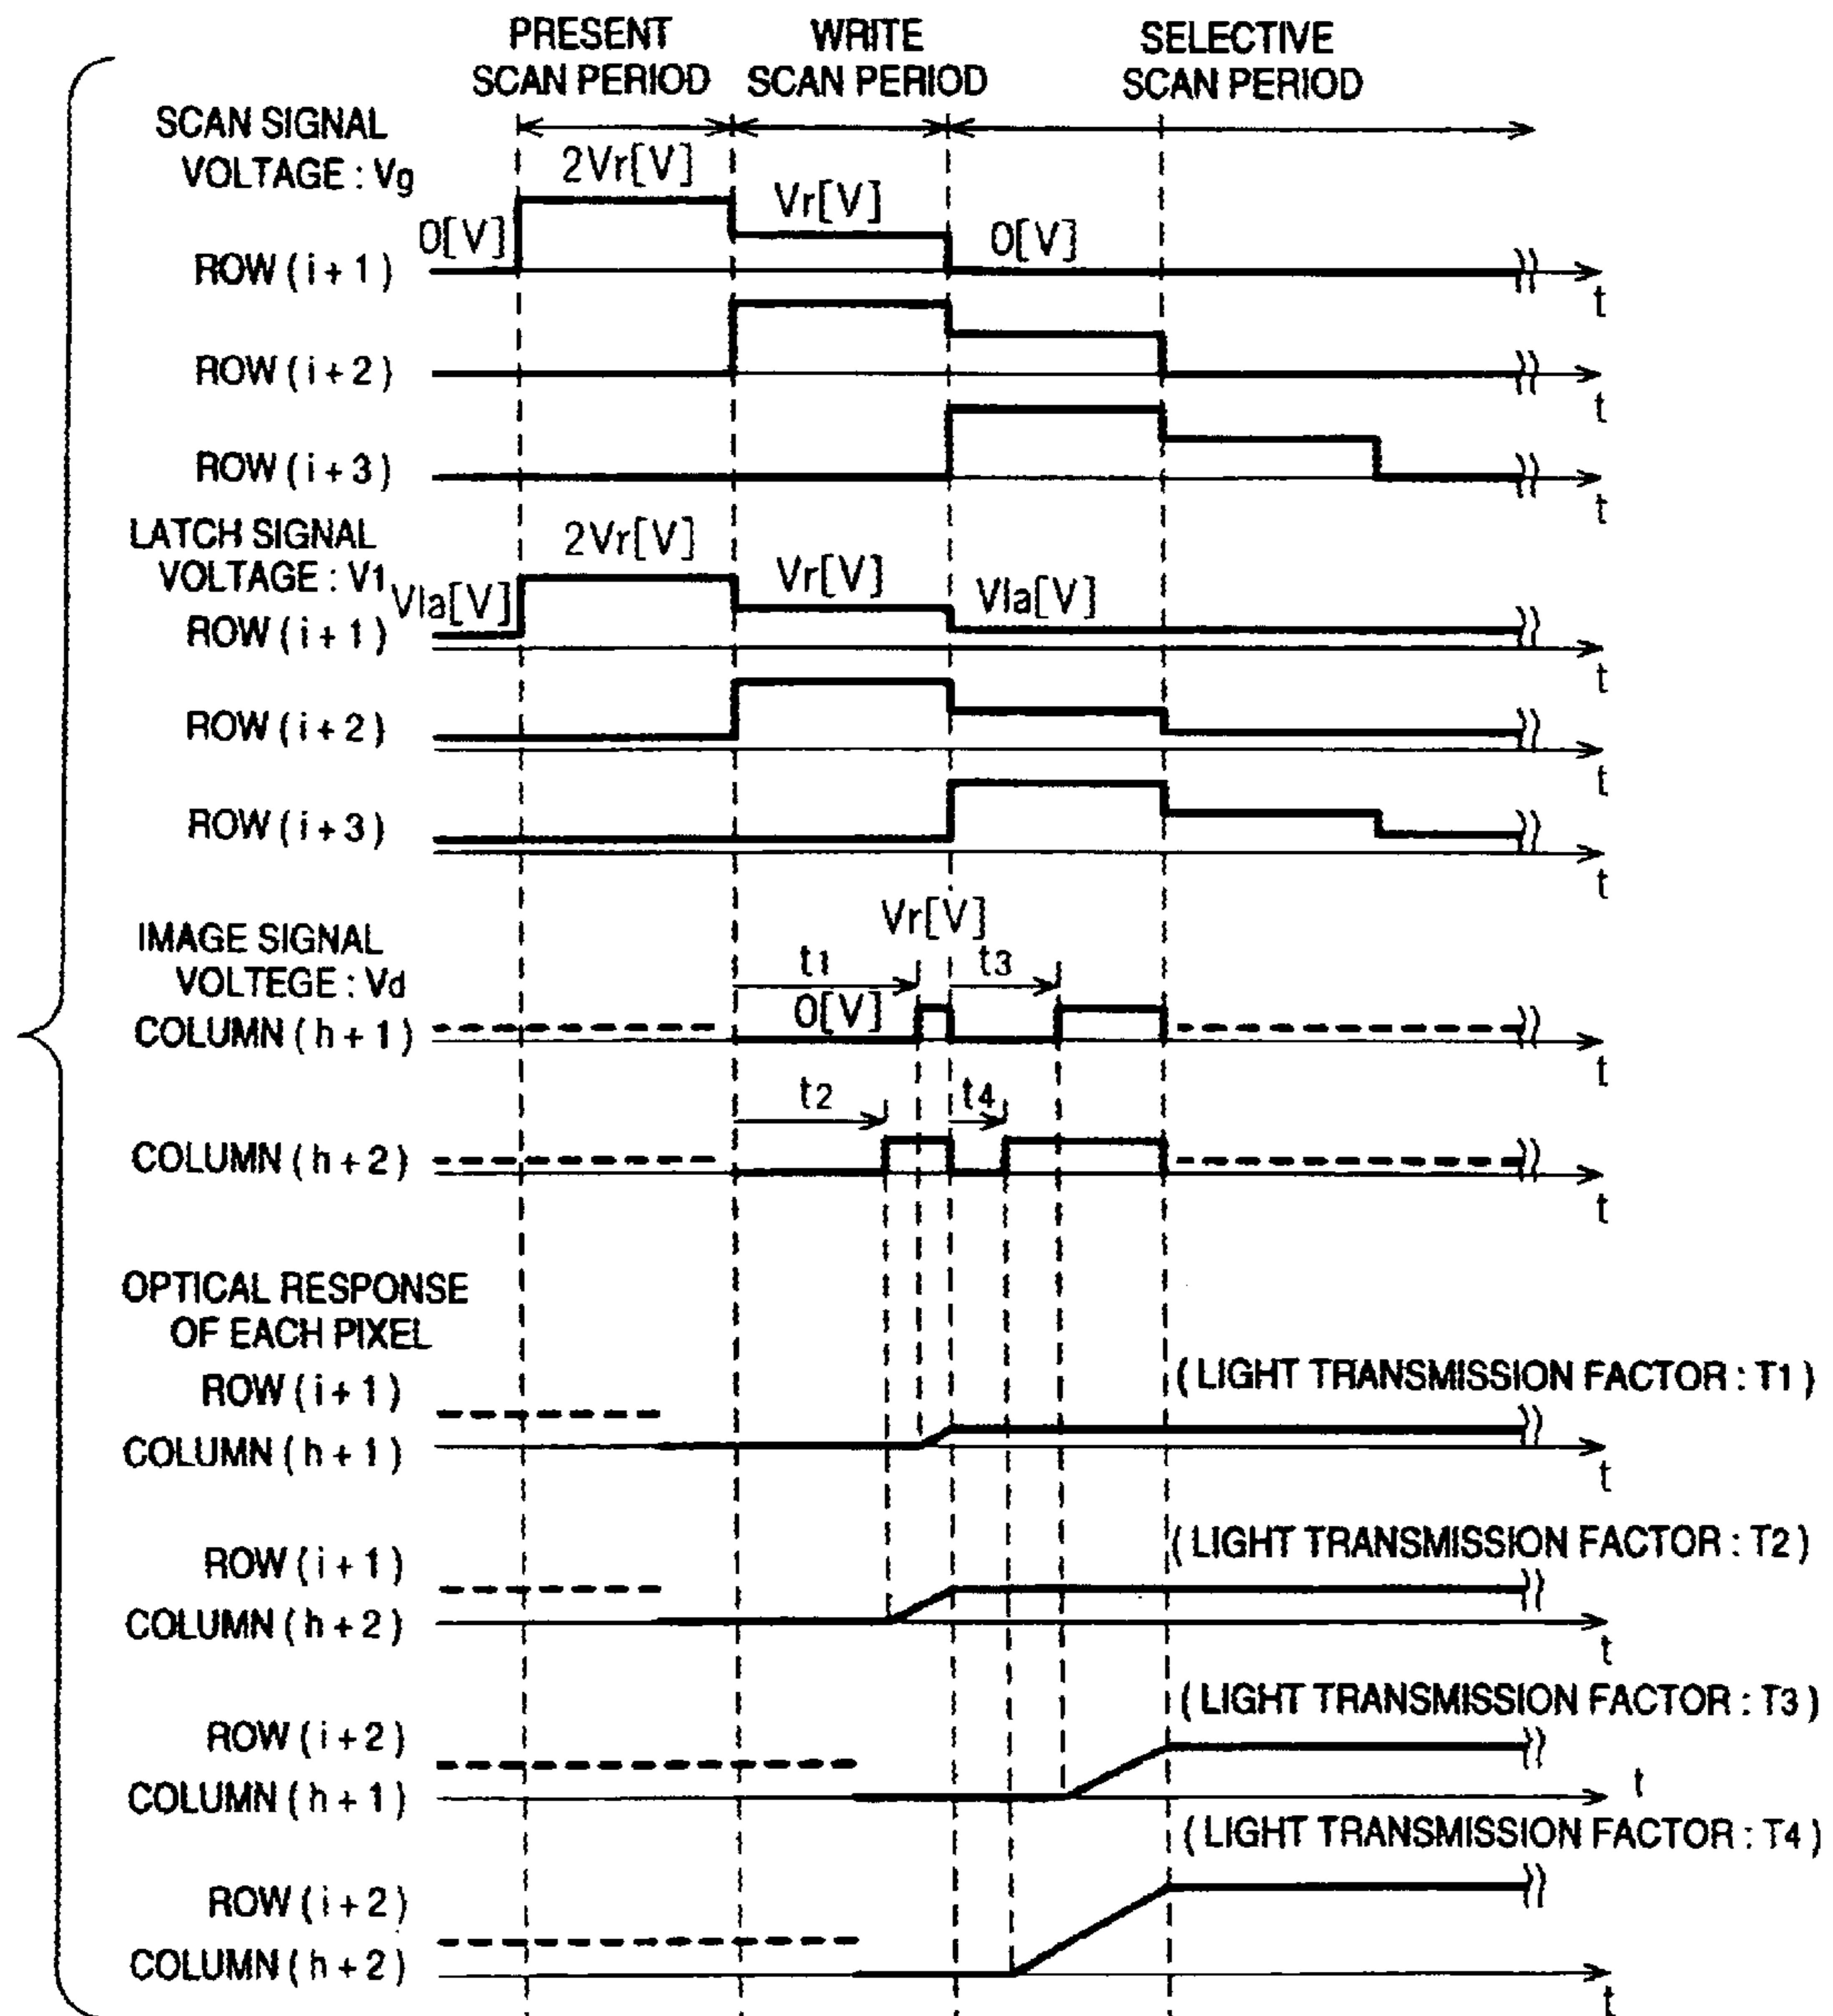 PRESENT
SCAN PERIOD
WRITE
SCAN PERIOD
SELECTIVE
SCAN PERIOD
SCAN SIGNAL
VOLTAGE : Vg
2Vr[V]
Vr[V]
0[V]
0[V]
ROW ( i + 1 )
t
ROW ( i + 2 )
t
ROW ( i + 3 )
t
LATCH SIGNAL
VOLTAGE : V1
2Vr[V]
Vr[V]
Vla[V]
Vla[V]
ROW ( i + 1 )
t
ROW ( i + 2 )
t
ROW ( i + 3 )
t
Vr[V]
IMAGE SIGNAL
VOLTEGE : Vd
t1
t3
0[V]
COLUMN ( h + 1 )
t
t2
t4
COLUMN ( h + 2 )
t
OPTICAL RESPONSE
OF EACH PIXEL
ROW ( i + 1 )
( LIGHT TRANSMISSION FACTOR : T1 )
COLUMN ( h + 1 )
t
ROW ( i + 1 )
( LIGHT TRANSMISSION FACTOR : T2 )
COLUMN ( h + 2 )
t
( LIGHT TRANSMISSION FACTOR : T3 )
ROW ( i + 2 )
COLUMN ( h + 1 )
t
( LIGHT TRANSMISSION FACTOR : T4 )
ROW ( i + 2 )
COLUMN ( h + 2 )
t